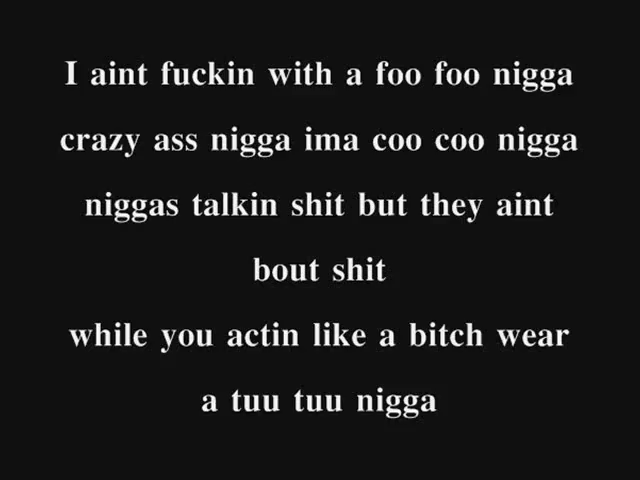 I aint fuckin with a foo foo nigga
crazy ass nigga ima coo coo nigga
niggas talkin shit but they aint
bout shit
while you actin like a bitch wear
a tuu tuu nigga